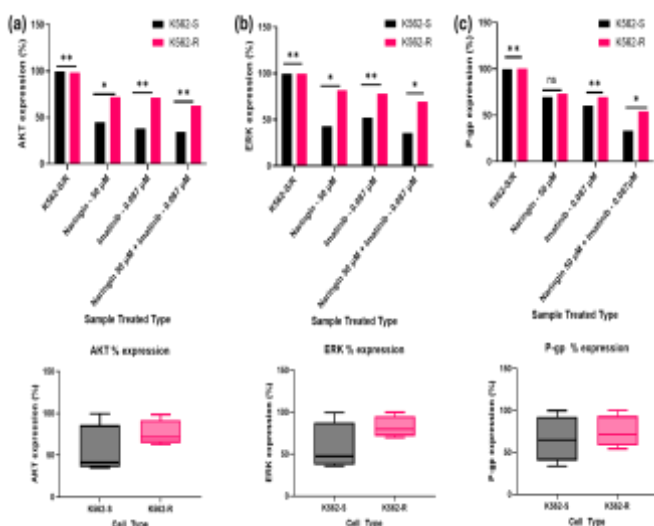 (a)
K562-S
K562-R
AKT expression (%)
150
100
50
0
**
*
**
**
K562-S/R
Naringin - 50 µM
Imatinib - 0.087 µM
Naringin 50 µM + Imatinib - 0.087 µM
Sample Treated Type
(b)
K562-S
K562-R
ERK expression (%)
150
100
50
0
**
*
**
*
K562-S/R
Naringin - 50 µM
Imatinib - 0.087 µM
Naringin 50 µM + Imatinib - 0.087 µM
Sample Treated Type
(c)
K562-S
K562-R
P-gp expression (%)
150
100
50
0
**
ns
**
*
K562-S/R
Naringin - 50 µM
Imatinib - 0.087 µM
Naringin 50 µM + Imatinib - 0.087µM
Sample Treated Type
AKT % expression
AKT expression (%)
150
100
50
0
K562-S
K562-R
Cell Type
ERK % expression
ERK expression (%)
150
100
50
0
K562-S
K562-R
Cell Type
P-gp % expression
P-gp expression (%)
150
100
50
0
K562-S
K562-R
Cell Type